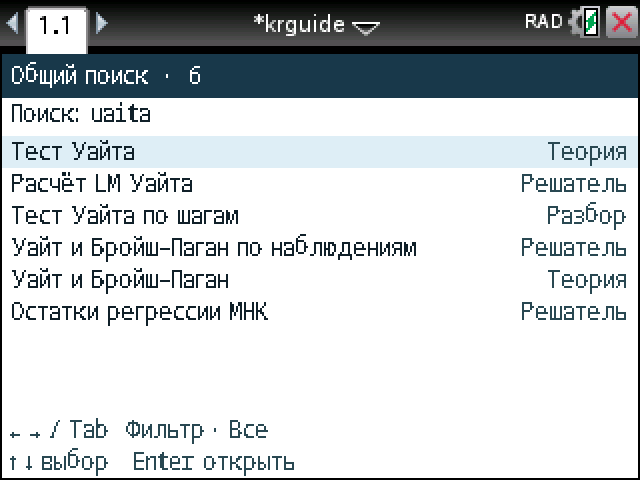 1.1 *krguide RAD
Общий поиск · 6
Поиск: uaita
Тест Уайта Теория
Расчёт LM Уайта Решатель
Тест Уайта по шагам Разбор
Уайт и Бройш-Паган по наблюдениям Решатель
Уайт и Бройш-Паган Теория
Остатки регрессии МНК Решатель
← → / Tab Фильтр · Все
↑ ↓ выбор Enter открыть